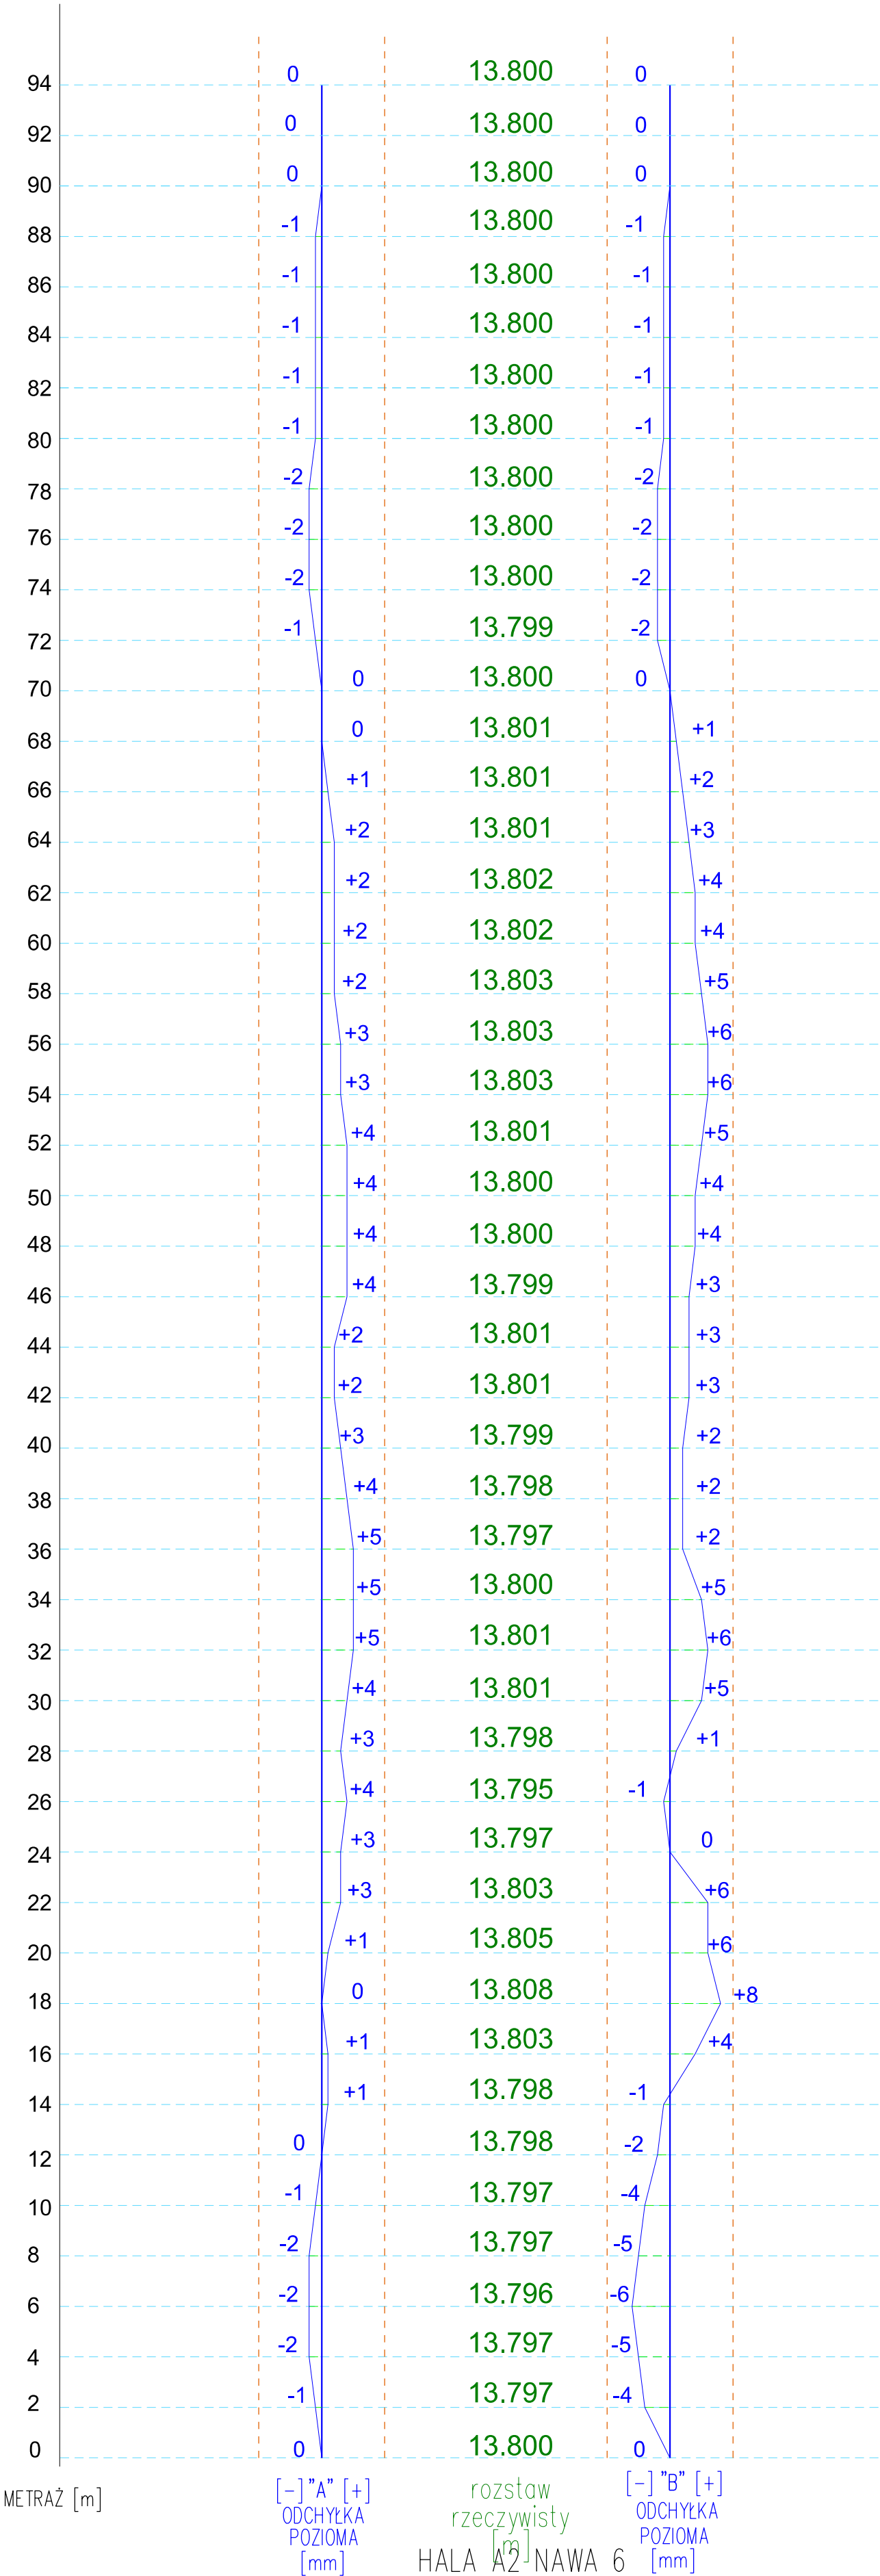 94 0 13.800 0
92 0 13.800 0
90 0 13.800 0
88 -1 13.800 -1
86 -1 13.800 -1
84 -1 13.800 -1
82 -1 13.800 -1
80 -1 13.800 -1
78 -2 13.800 -2
76 -2 13.800 -2
74 -2 13.800 -2
72 -1 13.799 -2
70 0 13.800 0
68 0 13.801 +1
66 +1 13.801 +2
64 +2 13.801 +3
62 +2 13.802 +4
60 +2 13.802 +4
58 +2 13.803 +5
56 +3 13.803 +6
54 +3 13.803 +6
52 +4 13.801 +5
50 +4 13.800 +4
48 +4 13.800 +4
46 +4 13.799 +3
44 +2 13.801 +3
42 +2 13.801 +3
40 +3 13.799 +2
38 +4 13.798 +2
36 +5 13.797 +2
34 +5 13.800 +5
32 +5 13.801 +6
30 +4 13.801 +5
28 +3 13.798 +1
26 +4 13.795 -1
24 +3 13.797 0
22 +3 13.803 +6
20 +1 13.805 +6
18 0 13.808 +8
16 +1 13.803 +4
14 +1 13.798 -1
12 0 13.798 -2
10 -1 13.797 -4
8 -2 13.797 -5
6 -2 13.796 -6
4 -2 13.797 -5
2 -1 13.797 -4
0 0 13.800 0
METRAŻ [m]
[-] "A" [+]
ODCHYŁKA
POZIOMA
[mm]
rozstaw
rzeczywisty
[m]
[-] "B" [+]
ODCHYŁKA
POZIOMA
[mm]
HALA A2 NAWA 6